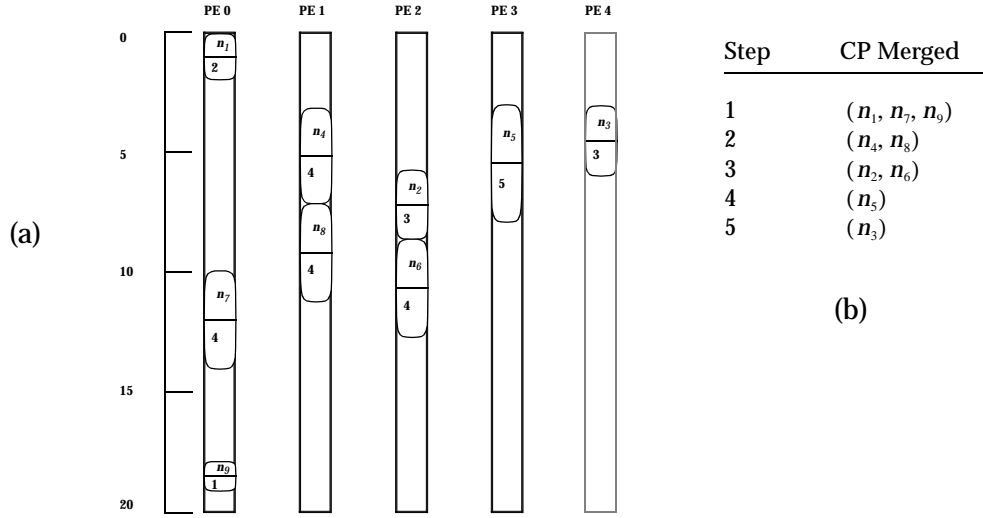 PE 0 PE 1 PE 2 PE 3 PE 4
0
5
10
15
20
(a)
n1
2
n7
4
n9
1
n4
4
n8
4
n2
3
n6
4
n5
5
n3
3
Step CP Merged
1 (n1, n7, n9)
2 (n4, n8)
3 (n2, n6)
4 (n5)
5 (n3)
(b)